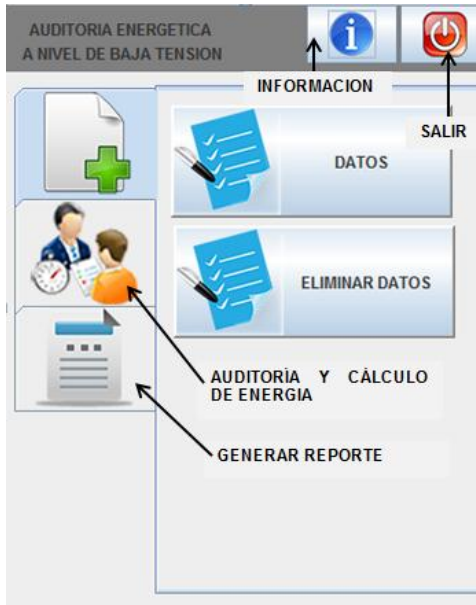 AUDITORIA ENERGETICA
A NIVEL DE BAJA TENSION
INFORMACION
SALIR
DATOS
ELIMINAR DATOS
AUDITORÌA Y CÀLCULO
DE ENERGIA
GENERAR REPORTE